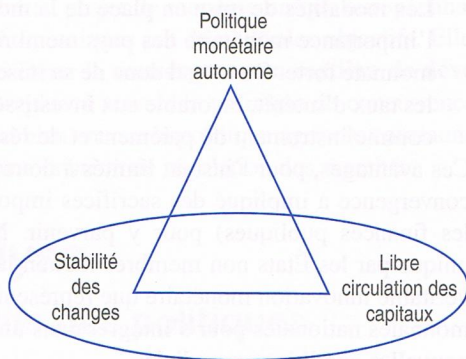 Politique
monétaire
autonome
Stabilité
des
changes
Libre
circulation des
capitaux